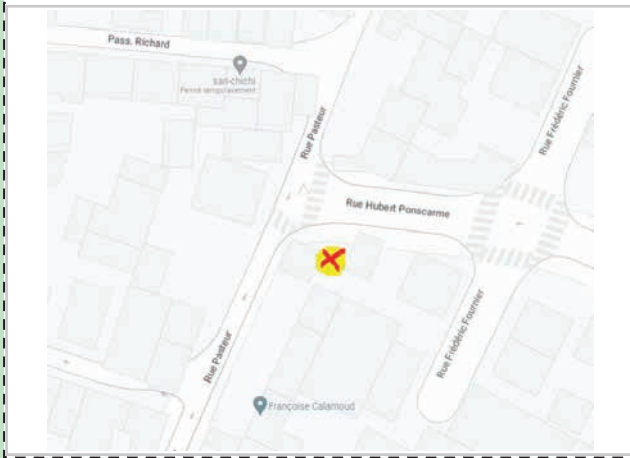 Pass. Richard
san-chichi
Fermé temporairement
Rue Pasteur
Rue Frédéric Fournier
Rue Hubert Ponscarme
Rue Pasteur
Rue Frédéric Fournier
Françoise Calamoud